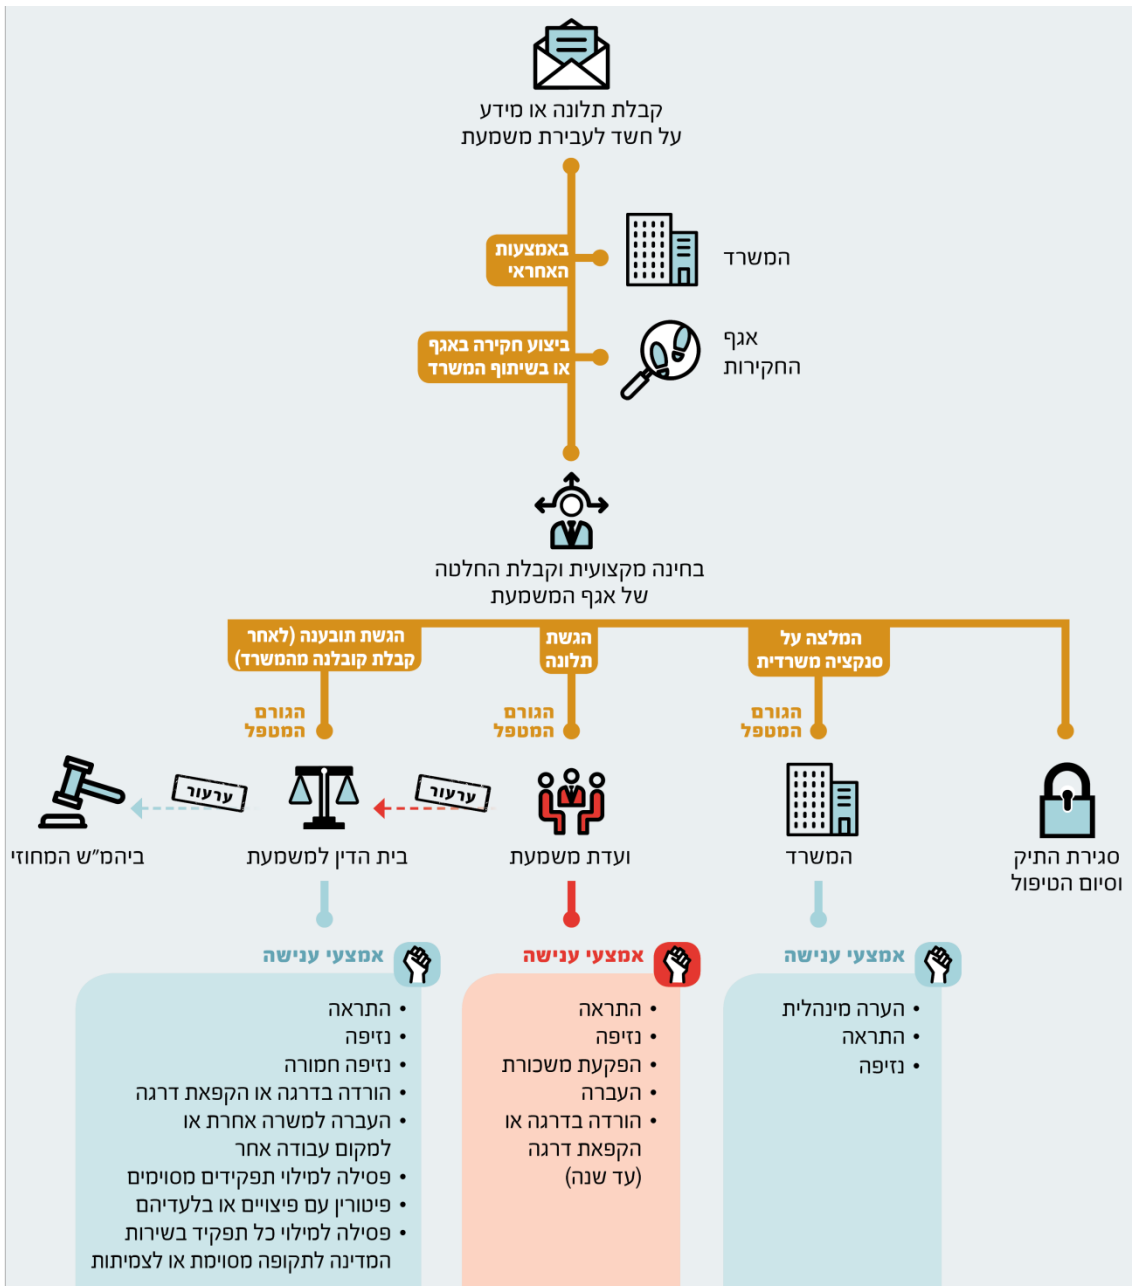 קבלת תלונה או מידע
על חשד לעבירת משמעת
המשרד
באמצעות
האחראי
אגף
החקירות
ביצוע חקירה באגף
או בשיתוף המשרד
בחינה מקצועית וקבלת החלטה
של אגף המשמעת
המלצה על
סנקציה משרדית
הגשת
תלונה
הגשת תובענה (לאחר
קבלת קובלנה מהמשרד)
הגורם
המטפל
הגורם
המטפל
הגורם
המטפל
ערעור
ערעור
סגירת התיק
וסיום הטיפול
המשרד
ועדת משמעת
בית הדין למשמעת
ביהמ״ש המחוזי
אמצעי ענישה
• הערה מינהלית
• התראה
• נזיפה
אמצעי ענישה
• התראה
• נזיפה
• הפקעת משכורת
• העברה
• הורדה בדרגה או
הקפאת דרגה
(עד שנה)
אמצעי ענישה
• התראה
• נזיפה
• נזיפה חמורה
• הורדה בדרגה או הקפאת דרגה
• העברה למשרה אחרת או
למקום עבודה אחר
• פסילה למילוי תפקידים מסוימים
• פיטורין עם פיצויים או בלעדיהם
• פסילה למילוי כל תפקיד בשירות
המדינה לתקופה מסוימת או לצמיתות